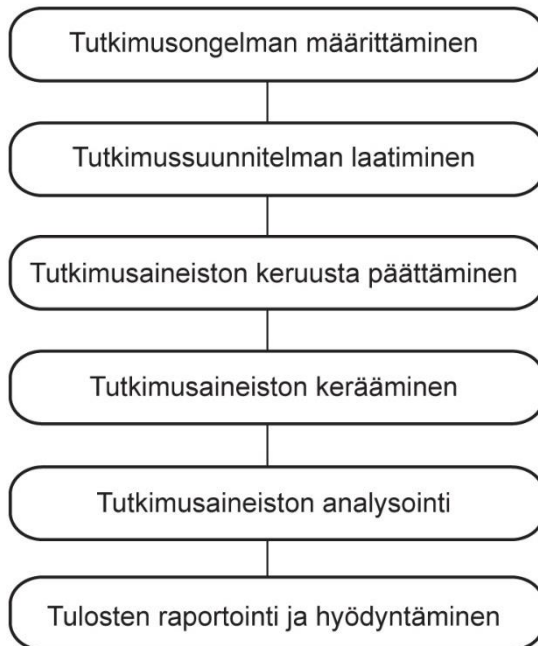 Tutkimusongelman määrittäminen
Tutkimussuunnitelman laatiminen
Tutkimusaineiston keruusta päättäminen
Tutkimusaineiston kerääminen
Tutkimusaineiston analysointi
Tulosten raportointi ja hyödyntäminen